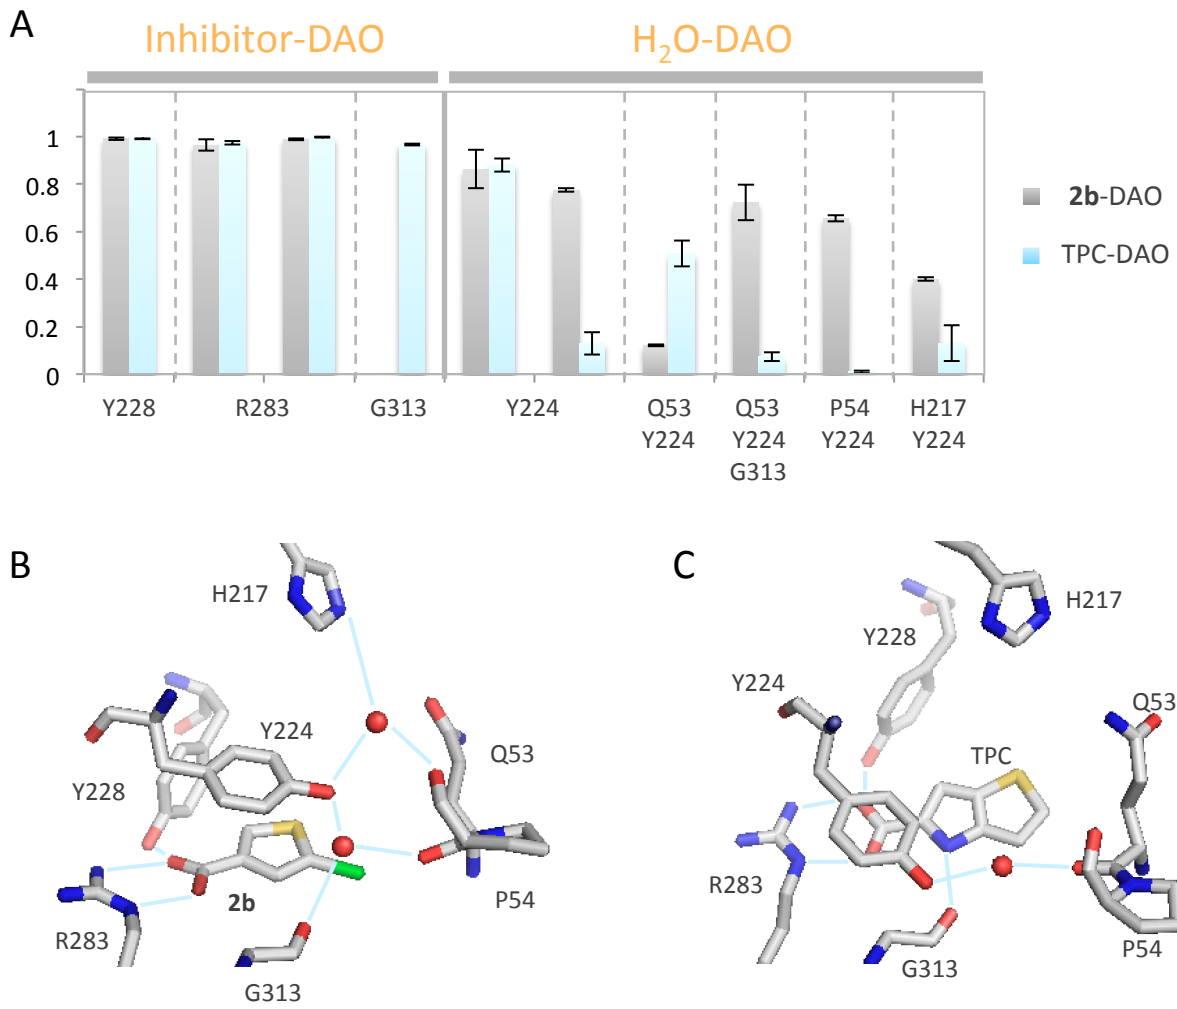 A
Inhibitor-DAO H₂O-DAO
1
0.8
0.6
0.4
0.2
0
2b-DAO
TPC-DAO
Y228 R283 G313 Y224 Q53 Q53 P54 H217
Y224 Y224 Y224 Y224
G313
B
H217
Y224
Q53
Y228
2b
P54
R283
G313
C
H217
Y228
Y224
Q53
TPC
R283
G313
P54